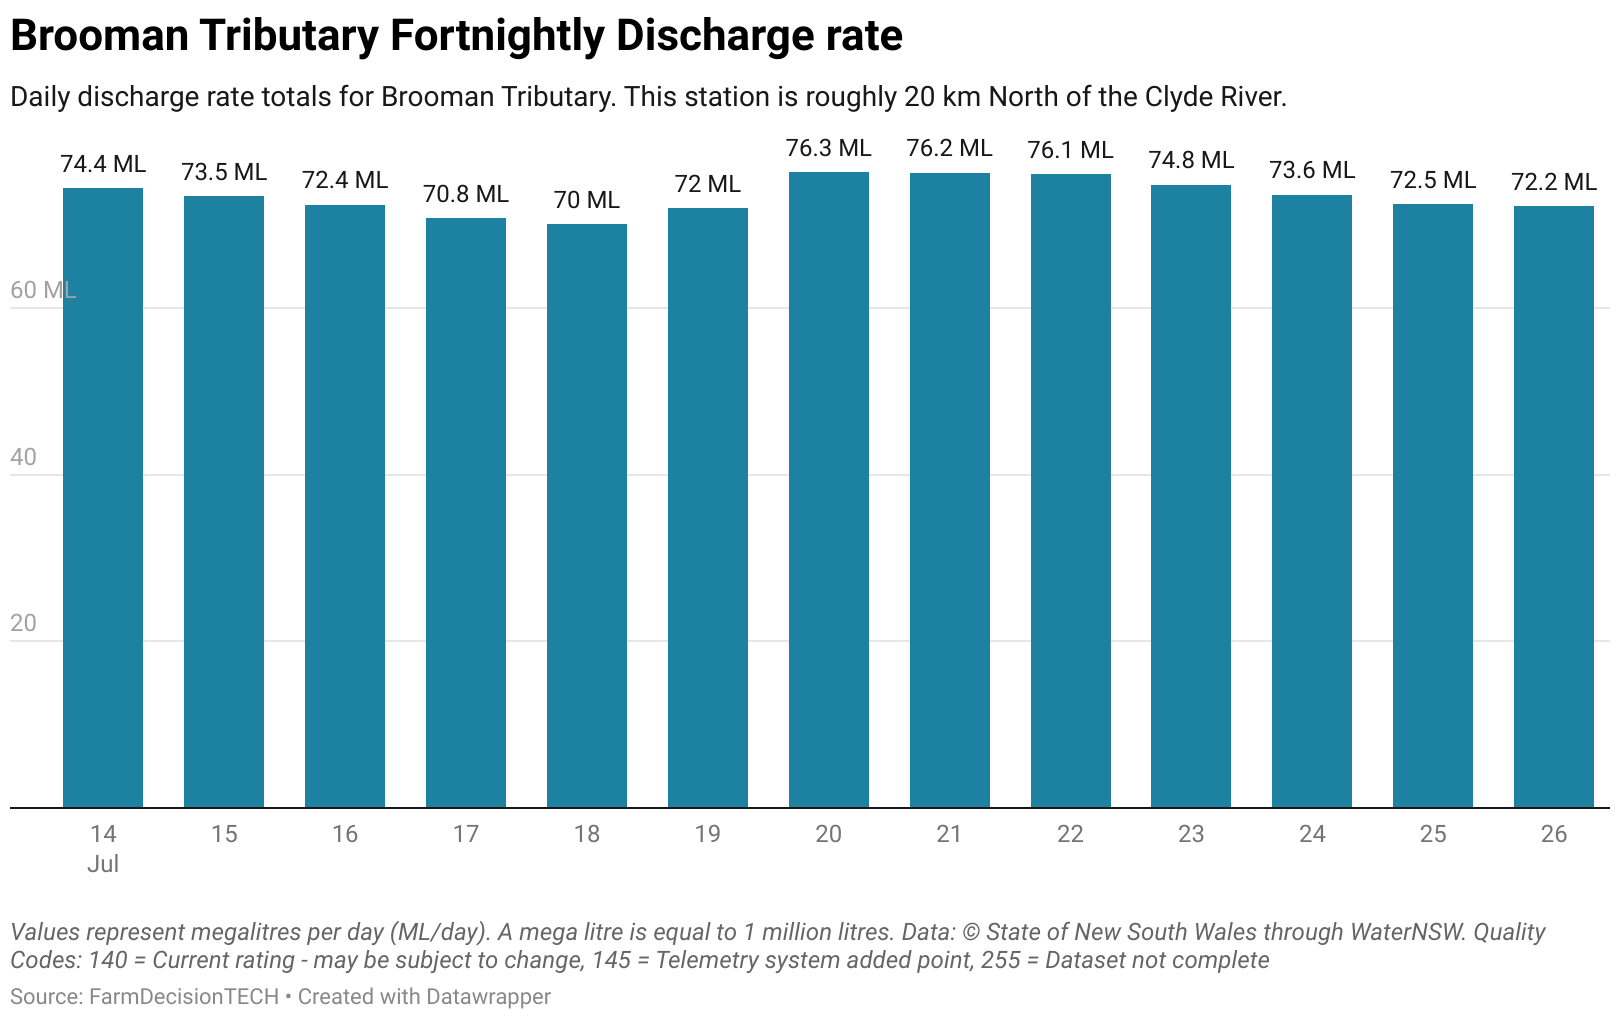 Brooman Tributary Fortnightly Discharge rate
Daily discharge rate totals for Brooman Tributary. This station is roughly 20 km North of the Clyde River.
74.4 ML 73.5 ML 72.4 ML 70.8 ML 70 ML 72 ML 76.3 ML 76.2 ML 76.1 ML 74.8 ML 73.6 ML 72.5 ML 72.2 ML
60 ML
40
20
14 15 16 17 18 19 20 21 22 23 24 25 26
Jul
Values represent megalitres per day (ML/day). A mega litre is equal to 1 million litres. Data: © State of New South Wales through WaterNSW. Quality
Codes: 140 = Current rating - may be subject to change, 145 = Telemetry system added point, 255 = Dataset not complete
Source: FarmDecisionTECH • Created with Datawrapper